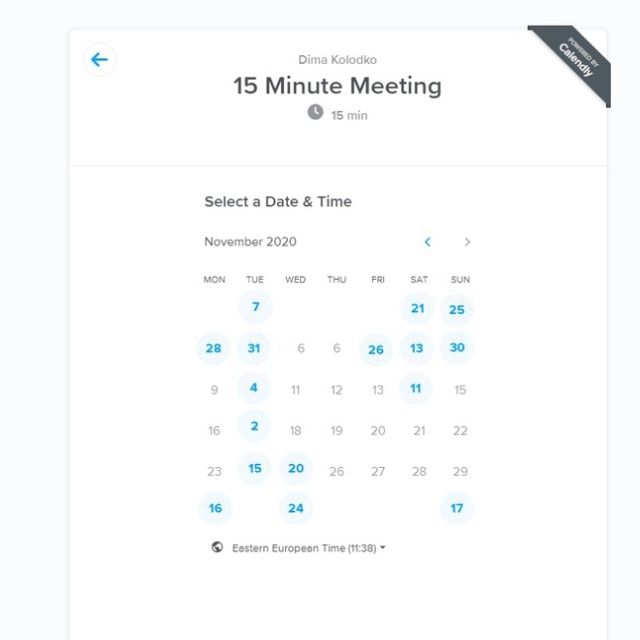 POWERED BY
Calendly
Dima Kolodko
15 Minute Meeting
15 min
Select a Date & Time
November 2020
MON TUE WED THU FRI SAT SUN
7 21 25
28 31 6 6 26 13 30
9 4 11 12 13 11 15
16 2 18 19 20 21 22
23 15 20 26 27 28 29
16 24 17
Eastern European Time (11:38)